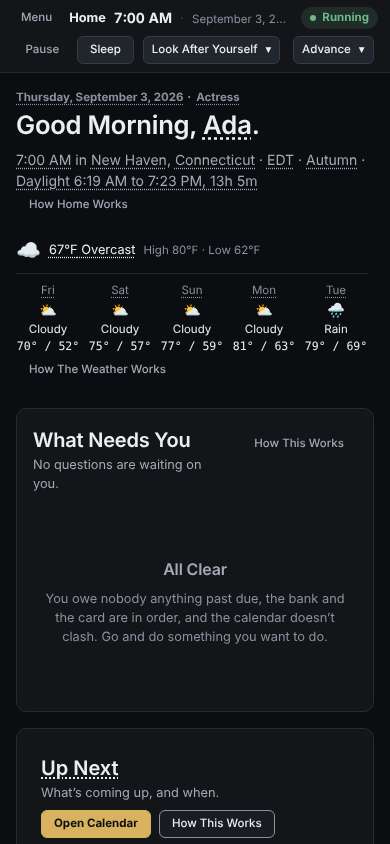 Menu Home 7:00 AM · September 3, 2... Running
Pause Sleep Look After Yourself ▾ Advance ▾
Thursday, September 3, 2026 · Actress
Good Morning, Ada.
7:00 AM in New Haven, Connecticut · EDT · Autumn ·
Daylight 6:19 AM to 7:23 PM, 13h 5m
How Home Works
67°F Overcast High 80°F · Low 62°F
Fri Sat Sun Mon Tue
Cloudy Cloudy Cloudy Cloudy Rain
70° / 52° 75° / 57° 77° / 59° 81° / 63° 79° / 69°
How The Weather Works
What Needs You How This Works
No questions are waiting on
you.
All Clear
You owe nobody anything past due, the bank and
the card are in order, and the calendar doesn't
clash. Go and do something you want to do.
Up Next
What's coming up, and when.
Open Calendar How This Works